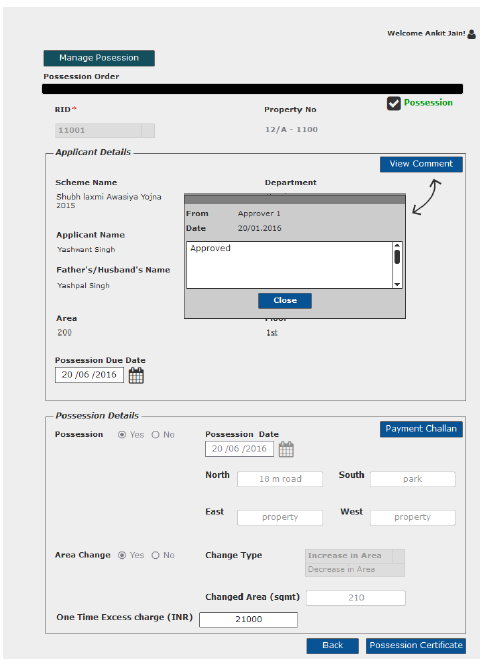 Welcome Ankit Jain!
Manage Posession
Possession Order
RID*
Property No
Possession
11001
12/A - 1100
Applicant Details
View Comment
Scheme Name
Department
Shubh laxmi Awasiya Yojna
2015
From Approver 1
Date 20/01.2016
Approved
Close
Applicant Name
Yashwant Singh
Father's/Husband's Name
Yashpal Singh
Area
200
1st
Possession Due Date
20 /06 /2016
Possession Details
Payment Challan
Possession Yes No
Possession Date
20 /06 /2016
North 18 m road South park
East property West property
Area Change Yes No
Change Type Increase in Area
Decrease in Area
Changed Area (sqmt) 210
One Time Excess charge (INR) 21000
Back Possession Certificate